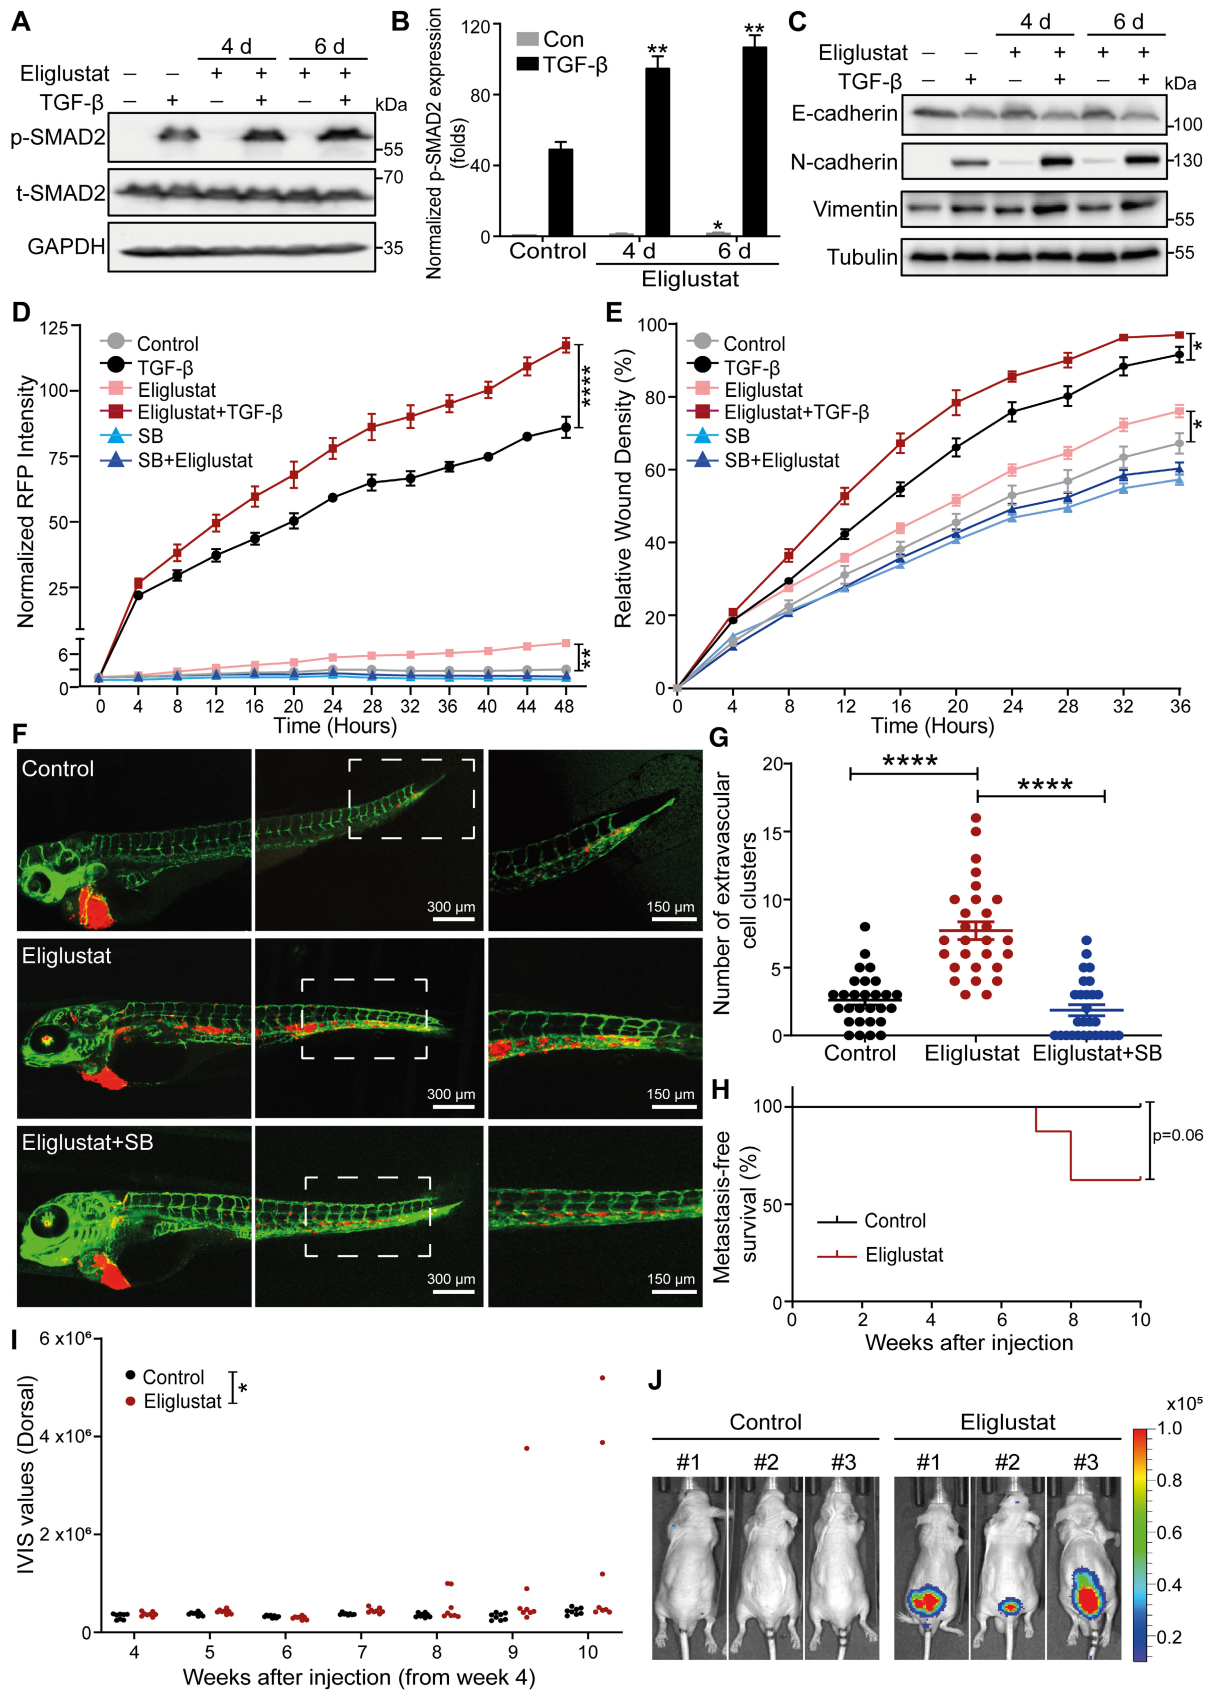 A
4 d
6 d
Eliglustat − − + + + +
TGF-β − + − + − +
kDa
p-SMAD2
55
t-SMAD2
70
GAPDH
35
B
Normalized p-SMAD2 expression
(folds)
120
80
40
0
Con
TGF-β
**
**
*
Control
4 d
6 d
Eliglustat
C
4 d
6 d
Eliglustat − − + + + +
TGF-β − + − + − +
kDa
E-cadherin
100
N-cadherin
130
Vimentin
55
Tubulin
55
D
Normalized RFP Intensity
125
100
75
50
25
6
0
Control
TGF-β
Eliglustat
Eliglustat+TGF-β
SB
SB+Eliglustat
****
**
0 4 8 12 16 20 24 28 32 36 40 44 48
Time (Hours)
E
Relative Wound Density (%)
100
80
60
40
20
0
Control
TGF-β
Eliglustat
Eliglustat+TGF-β
SB
SB+Eliglustat
*
*
0 4 8 12 16 20 24 28 32 36
Time (Hours)
F
Control
300 µm
150 µm
Eliglustat
300 µm
150 µm
Eliglustat+SB
300 µm
150 µm
G
Number of extravascular
cell clusters
20
15
10
5
0
****
****
Control
Eliglustat
Eliglustat+SB
H
Metastasis-free
survival (%)
100
50
0
p=0.06
Control
Eliglustat
0 2 4 6 8 10
Weeks after injection
I
IVIS values (Dorsal)
6 x10⁶
4 x10⁶
2 x10⁶
0
Control
Eliglustat
*
4 5 6 7 8 9 10
Weeks after injection (from week 4)
J
Control
Eliglustat
#1 #2 #3
#1 #2 #3
x10⁵
1.0
0.8
0.6
0.4
0.2